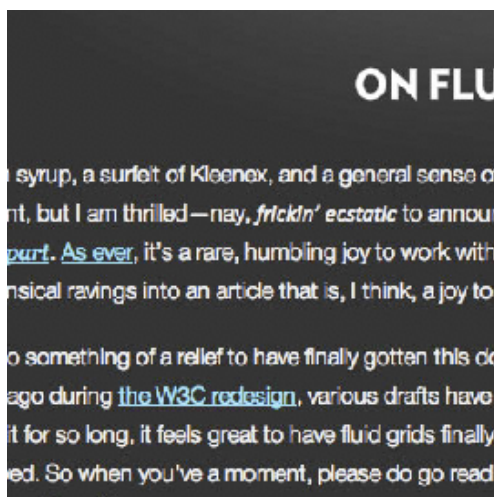 ON FLU
syrup, a surfeit of Kleenex, and a general sense o
nt, but I am thrilled—nay, frickin’ ecstatic to annou
part. As ever, it’s a rare, humbling joy to work with
nsical ravings into an article that is, I think, a joy to
o something of a relief to have finally gotten this do
ago during the W3C redesign, various drafts have
it for so long, it feels great to have fluid grids finally
ed. So when you’ve a moment, please do go read